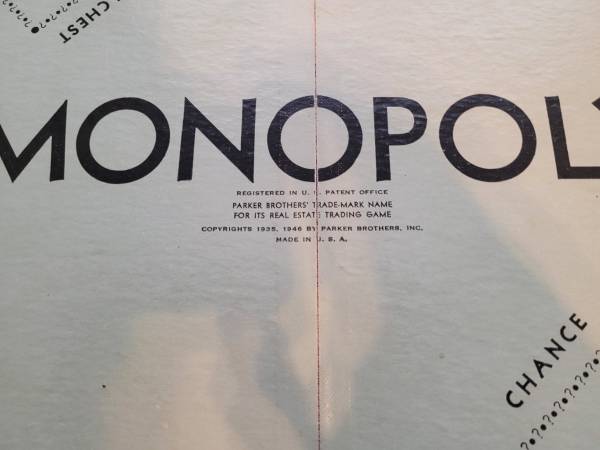 CHEST
MONOPOLY
REGISTERED IN U. S. PATENT OFFICE
PARKER BROTHERS' TRADE-MARK NAME
FOR ITS REAL ESTATE TRADING GAME
COPYRIGHTS 1935, 1946 BY PARKER BROTHERS, INC.
MADE IN U. S. A.
CHANCE